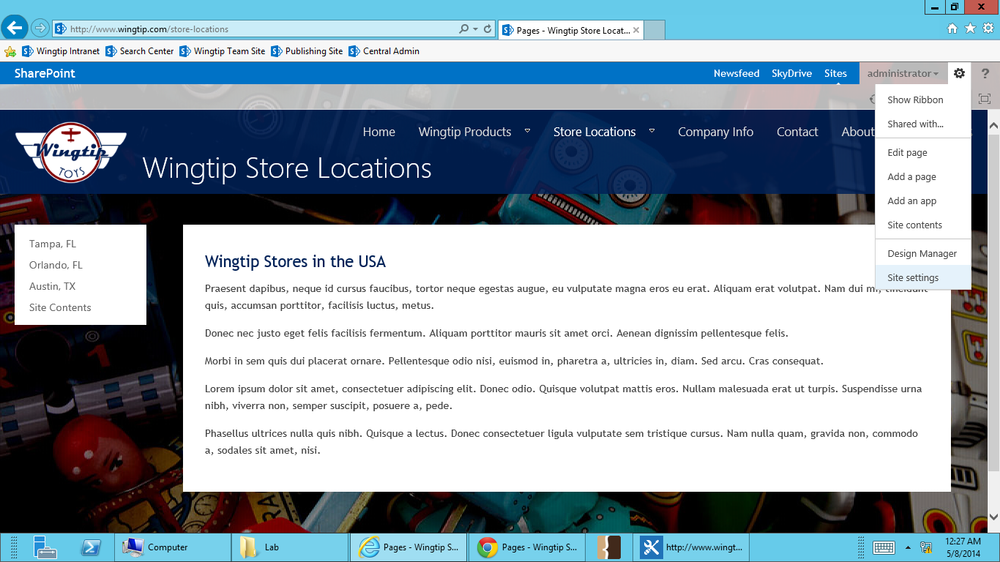 http://www.wingtip.com/store-locations
Pages - Wingtip Store Locat...
Wingtip Intranet
Search Center
Wingtip Team Site
Publishing Site
Central Admin
SharePoint
Newsfeed
SkyDrive
Sites
administrator
?
Show Ribbon
Shared with...
Edit page
Add a page
Add an app
Site contents
Design Manager
Site settings
Wingtip
TOYS
Home
Wingtip Products
Store Locations
Company Info
Contact
About
Wingtip Store Locations
Tampa, FL
Orlando, FL
Austin, TX
Site Contents
Wingtip Stores in the USA
Praesent dapibus, neque id cursus faucibus, tortor neque egestas augue, eu vulputate magna eros eu erat. Aliquam erat volutpat. Nam dui mi, tincidunt
quis, accumsan porttitor, facilisis luctus, metus.
Donec nec justo eget felis facilisis fermentum. Aliquam porttitor mauris sit amet orci. Aenean dignissim pellentesque felis.
Morbi in sem quis dui placerat ornare. Pellentesque odio nisi, euismod in, pharetra a, ultricies in, diam. Sed arcu. Cras consequat.
Lorem ipsum dolor sit amet, consectetuer adipiscing elit. Donec odio. Quisque volutpat mattis eros. Nullam malesuada erat ut turpis. Suspendisse urna
nibh, viverra non, semper suscipit, posuere a, pede.
Phasellus ultrices nulla quis nibh. Quisque a lectus. Donec consectetuer ligula vulputate sem tristique cursus. Nam nulla quam, gravida non, commodo
a, sodales sit amet, nisi.
Computer
Lab
Pages - Wingtip S...
Pages - Wingtip S...
http://www.wingt...
12:27 AM
5/8/2014